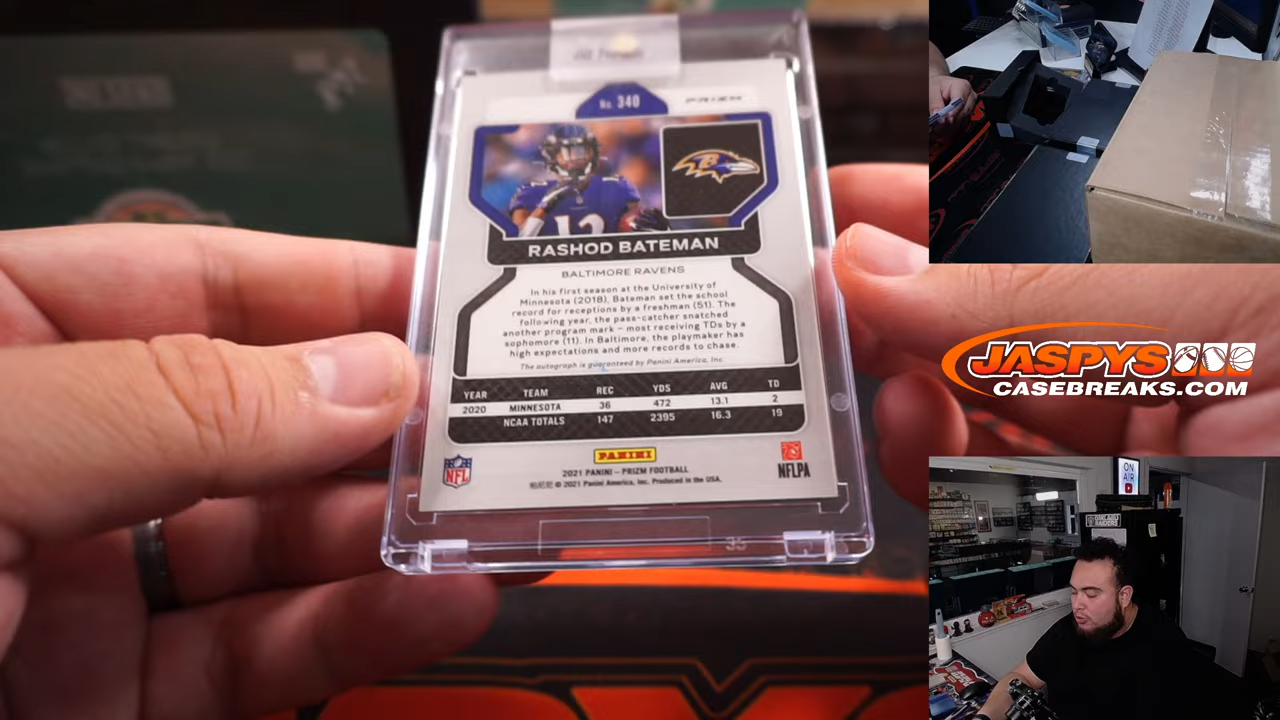 No. 340
PRIZM
12
RASHOD BATEMAN
BALTIMORE RAVENS
In his first season at the University of
Minnesota (2018), Bateman set the school
record for receptions by a freshman (51). The
following year, the pass-catcher snatched
another program mark – most receiving TDs by a
sophomore (11). In Baltimore, the playmaker has
high expectations and more records to chase.
The autograph is guaranteed by Panini America, Inc.
YEAR TEAM REC YDS AVG TD
2020 MINNESOTA 36 472 13.1 2
NCAA TOTALS 147 2395 16.3 19
PANINI
NFL
NFLPA
2021 PANINI – PRIZM FOOTBALL
© 2021 Panini America, Inc. Produced in the USA.
35
JASPYS
CASEBREAKS.COM
ON
AIR
RAIDERS